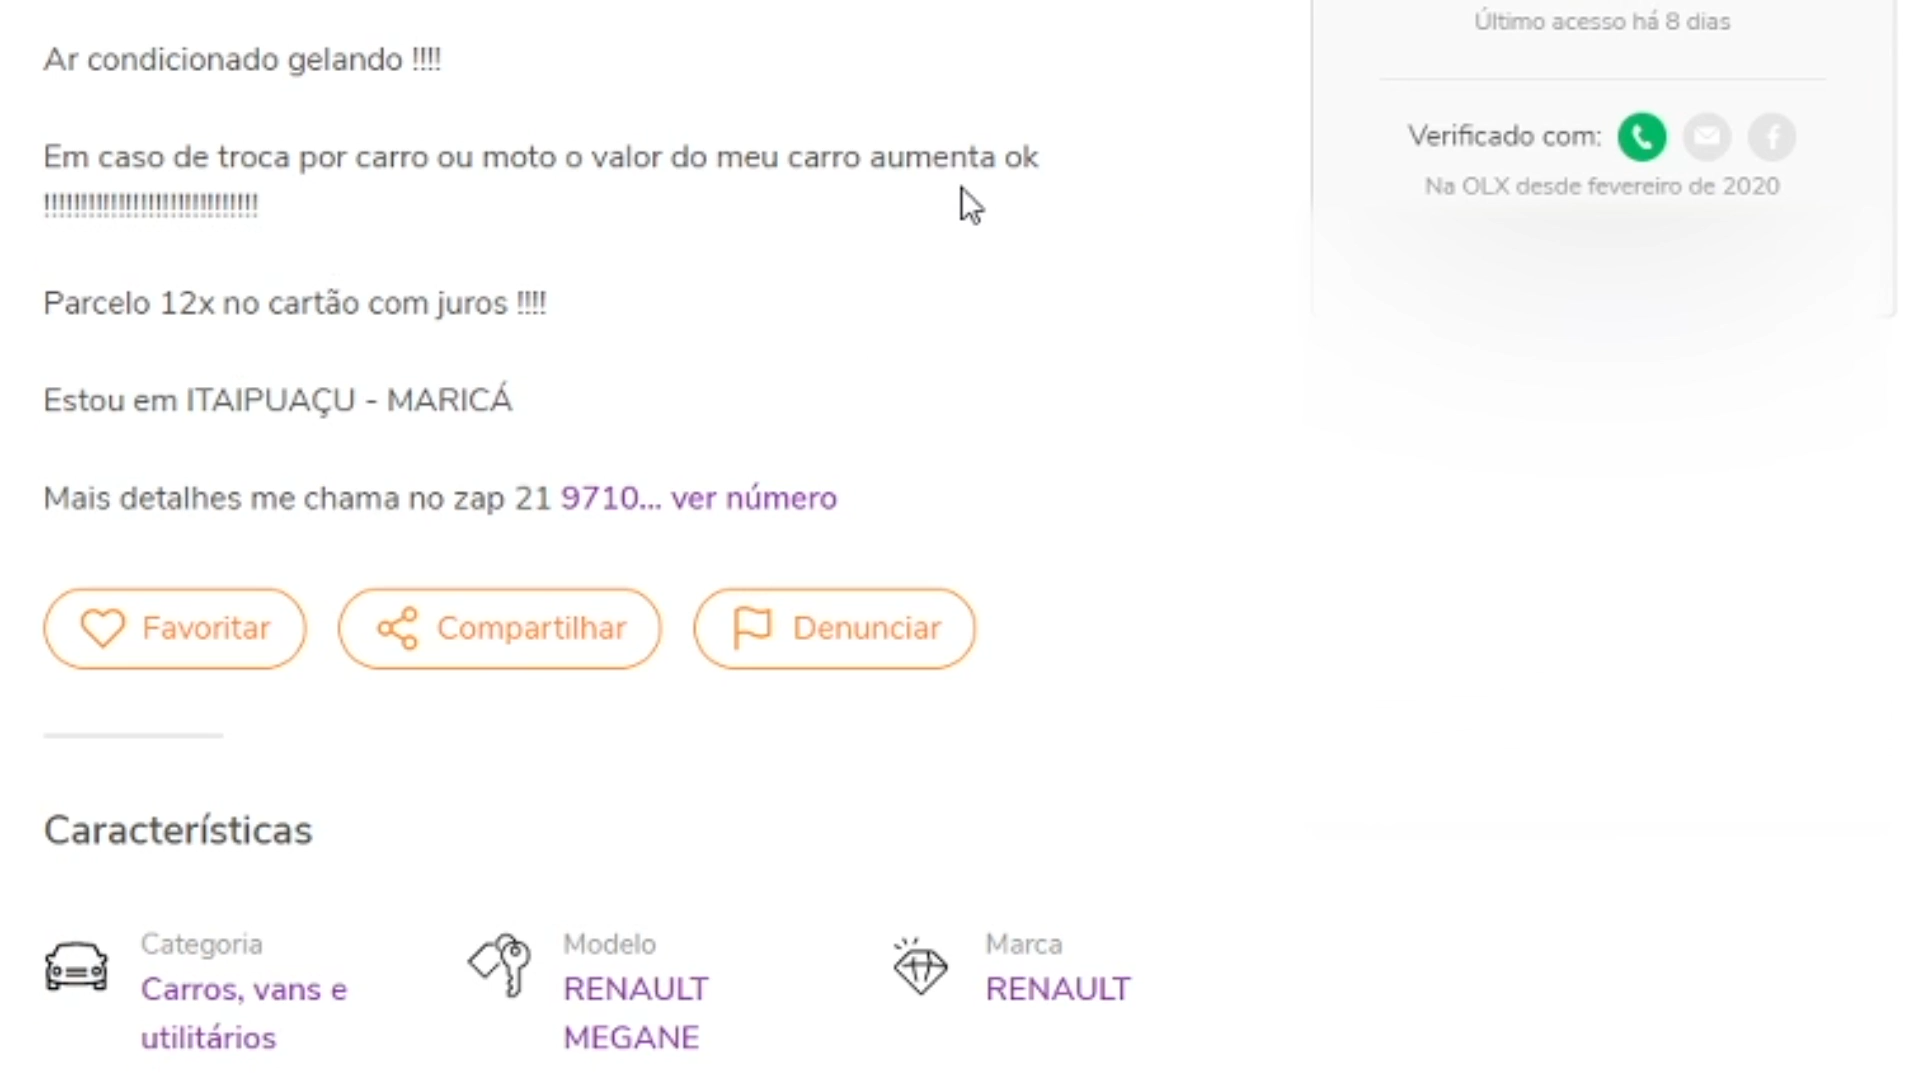 Ar condicionado gelando !!!!
Em caso de troca por carro ou moto o valor do meu carro aumenta ok
!!!!!!!!!!!!!!!!!!!!!!!!!!!!!
Parcelo 12x no cartão com juros !!!!
Estou em ITAIPUAÇU - MARICÁ
Mais detalhes me chama no zap 21 9710... ver número
Favoritar
Compartilhar
Denunciar
Características
Categoria
Carros, vans e
utilitários
Modelo
RENAULT
MEGANE
Marca
RENAULT
Último acesso há 8 dias
Verificado com:
Na OLX desde fevereiro de 2020